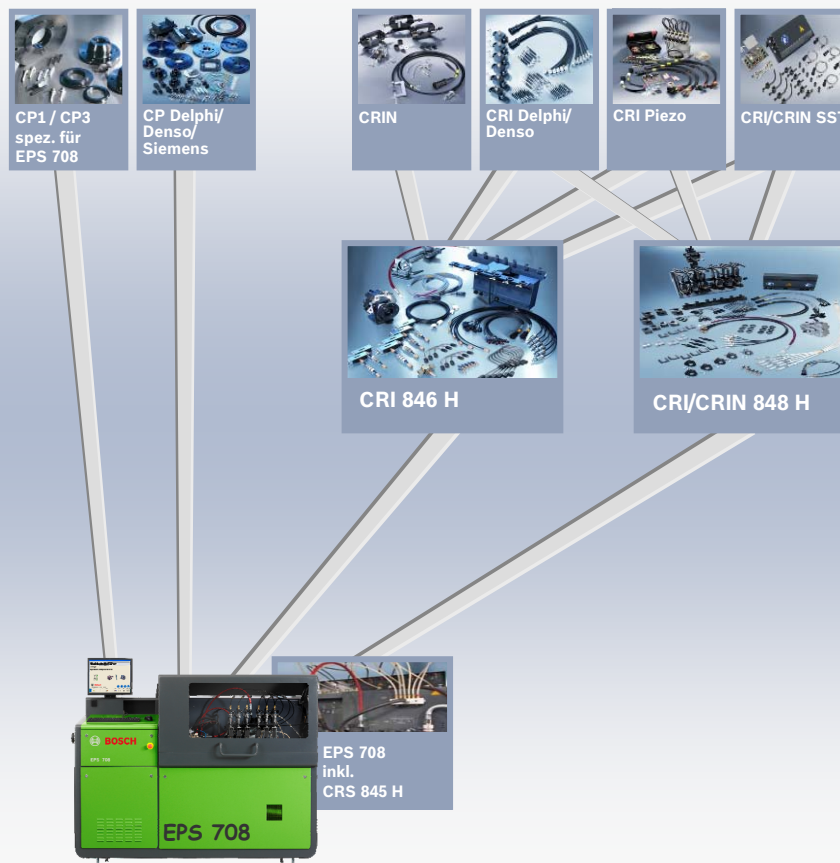 CP1 / CP3
spez. für
EPS 708
CP Delphi/
Denso/
Siemens
CRIN
CRI Delphi/
Denso
CRI Piezo
CRI/CRIN SST
CRI 846 H
CRI/CRIN 848 H
BOSCH
EPS 708
EPS 708
EPS 708
inkl.
CRS 845 H